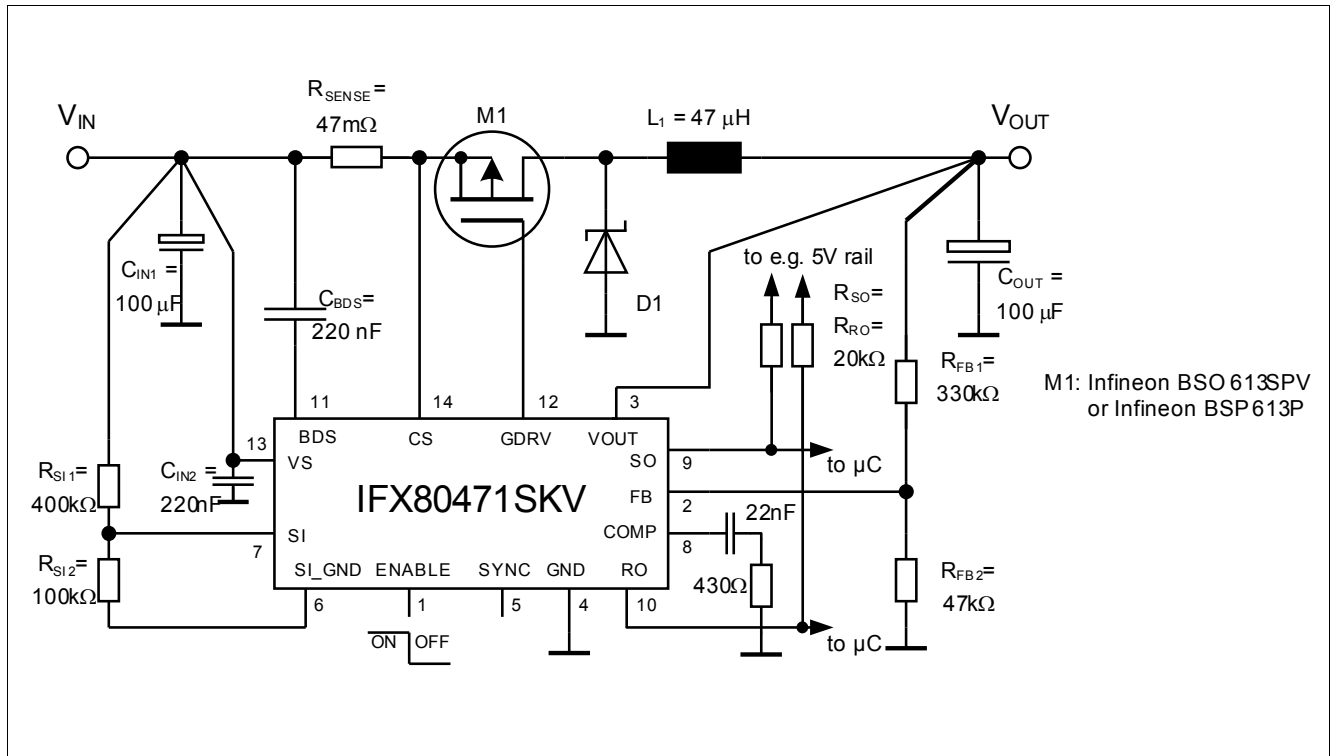 V_IN
R_SENSE =
47mΩ
M1
L₁ = 47 µH
V_OUT
C_IN1 =
100 µF
C_BDS =
220 nF
D1
to e.g. 5V rail
R_SO =
R_RO =
20kΩ
C_OUT =
100 µF
R_FB1 =
330kΩ
M1: Infineon BSO 613SPV
or Infineon BSP 613P
11
14
12
3
13
BDS
CS
GDRV
VOUT
VS
SO
9
to µC
R_SI1 =
400kΩ
C_IN2 =
220nF
IFX80471SKV
FB
2
22nF
SI
7
COMP
8
R_SI2 =
100kΩ
SI_GND
ENABLE
SYNC
GND
RO
430Ω
R_FB2 =
47kΩ
6
1
5
4
10
ON
OFF
to µC